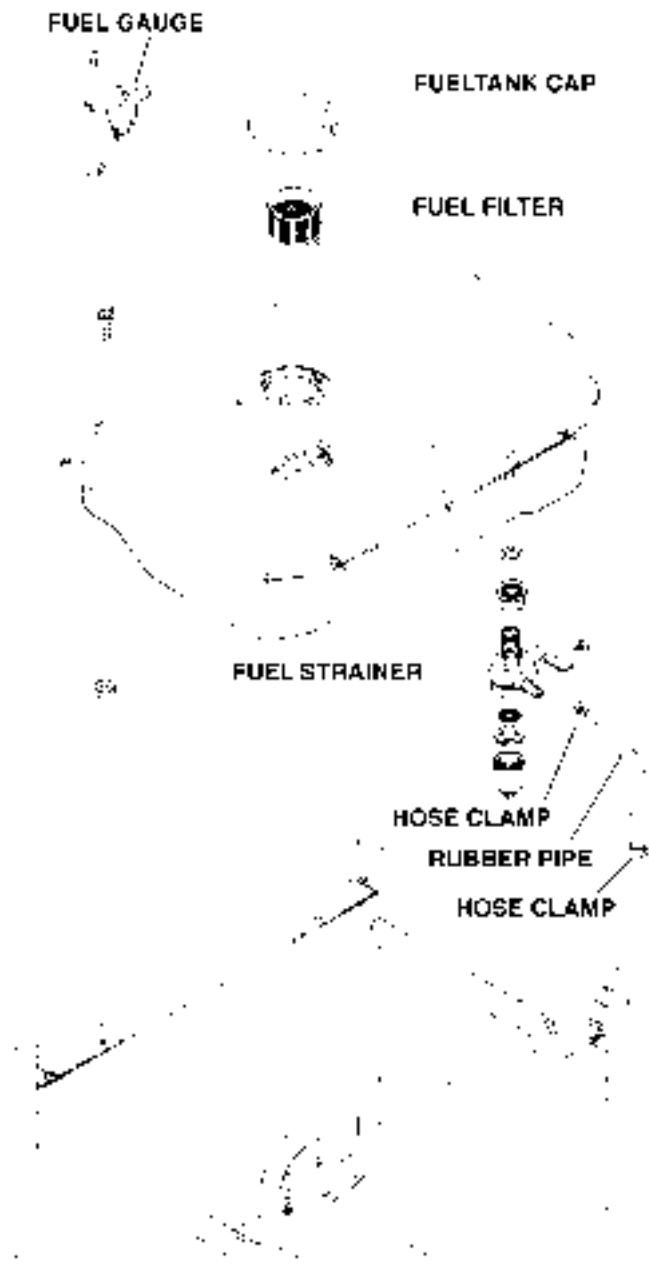 FUEL GAUGE
FUELTANK CAP
FUEL FILTER
FUEL STRAINER
HOSE CLAMP
RUBBER PIPE
HOSE CLAMP